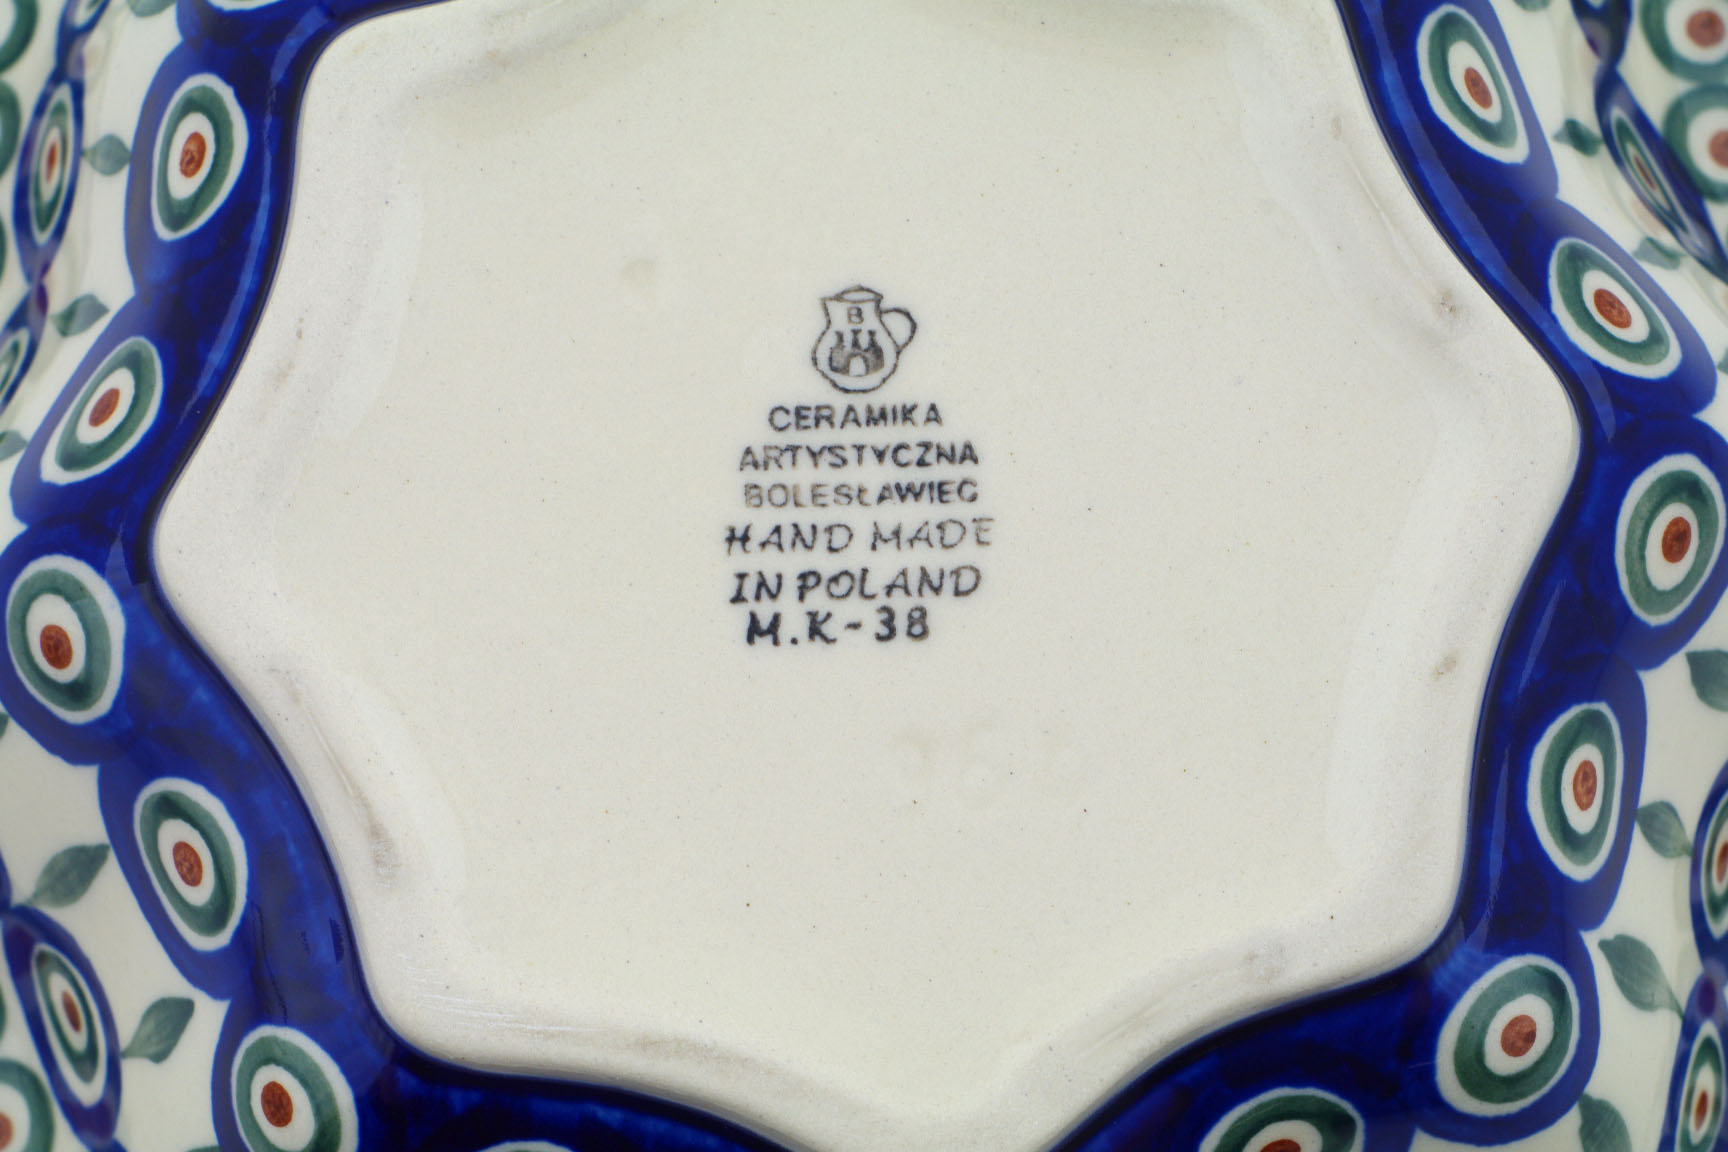 B
CERAMIKA
ARTYSTYCZNA
BOLESŁAWIEC
HAND MADE
IN POLAND
M.K-38